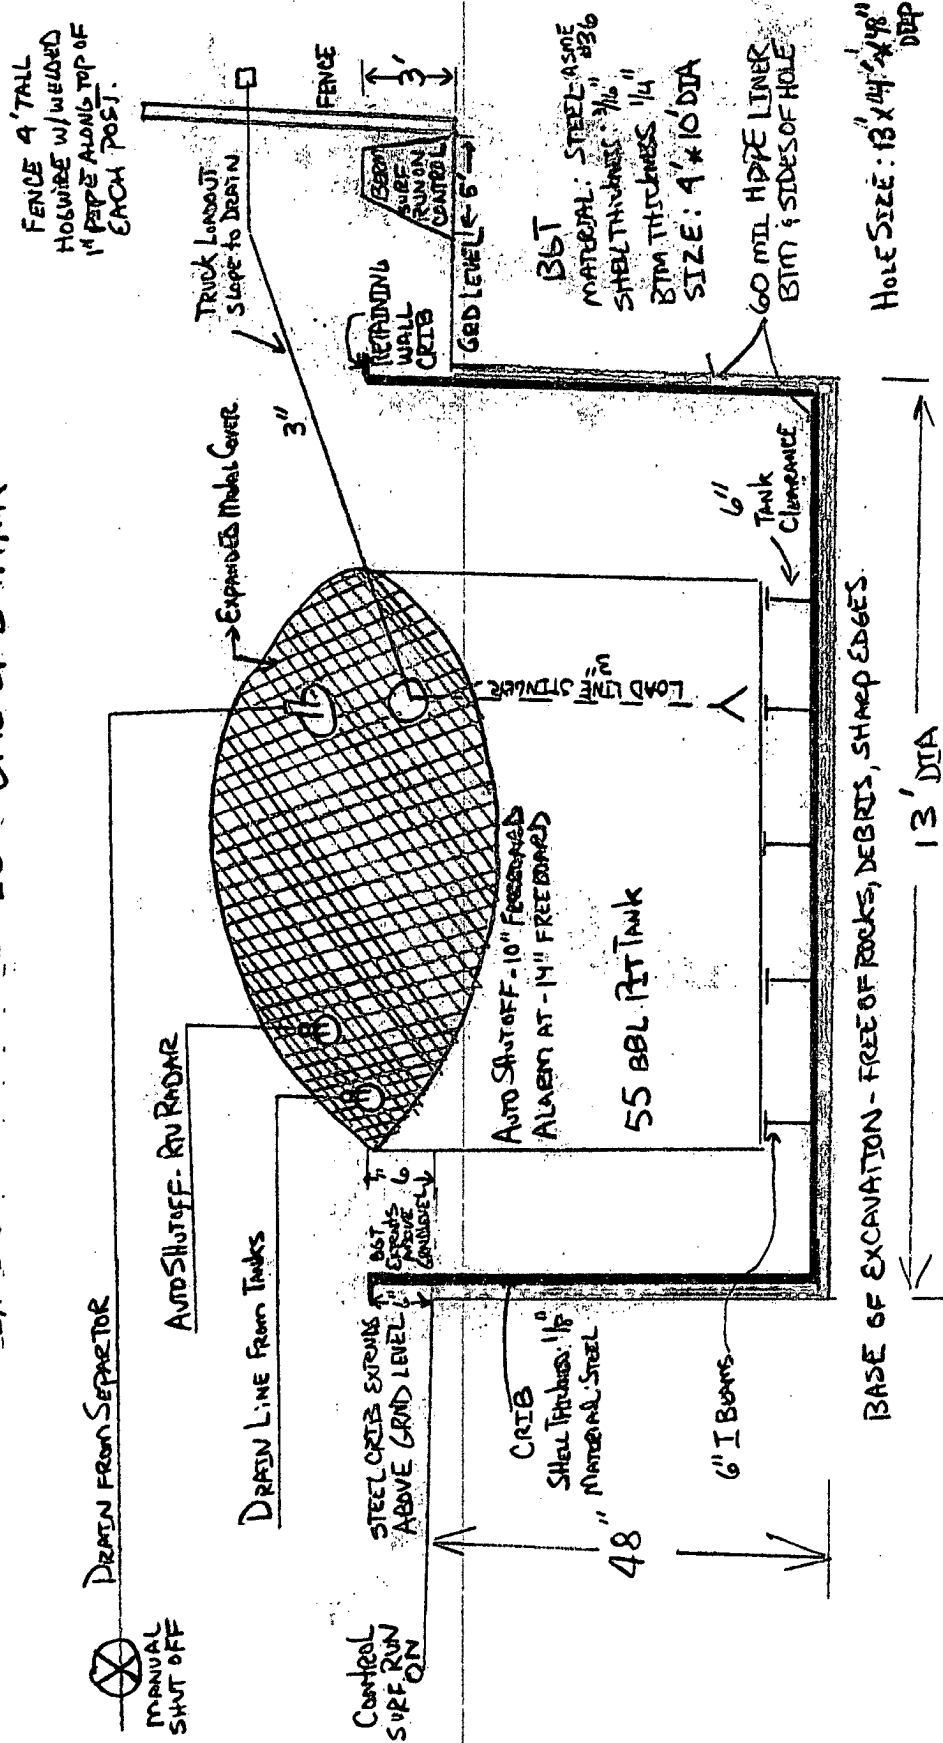 FENCE 4' TALL
HOGWIRE W/ WELDED
1" PIPE ALONG TOP OF
EACH POST.
DRAIN FROM SEPARTOR
MANUAL
SHUT OFF
AUTO SHUTOFF - RTU RADAR
DRAIN LINE FROM TANKS
EXPANDED METAL COVER
TRUCK LOADOUT
SLOPE TO DRAIN
3"
FENCE
3'
BERM
SURF
RUN ON
CONTROL
5'
GRD LEVEL
RETAINING
WALL
CRIB
CONTROL
SURF RUN
ON
STEEL CRIB EXTENDS
ABOVE GRND LEVEL 6"
BGT
EXTENDS
ABOVE
GRND LEVEL
6"
AUTO SHUTOFF - 10" FREEBOARD
ALARM AT - 14" FREEBOARD
55 BBL PIT TANK
LOAD LINE STINGER
3"
BGT
MATERIAL: STEEL - ASME
#36
SHELL THICKNESS: 3/16"
BTM THICKNESS 1/4"
SIZE: 4' x 10' DIA
60 MIL HDPE LINER
BTM & SIDES OF HOLE
CRIB
SHELL THICKNESS: 1/8"
MATERIAL: STEEL
6" I BEAMS
6"
TANK
CLEARANCE
48"
HOLE SIZE: 13'
48"
DEEP
BASE OF EXCAVATION - FREE OF ROCKS, DEBRIS, SHARP EDGES.
13' DIA